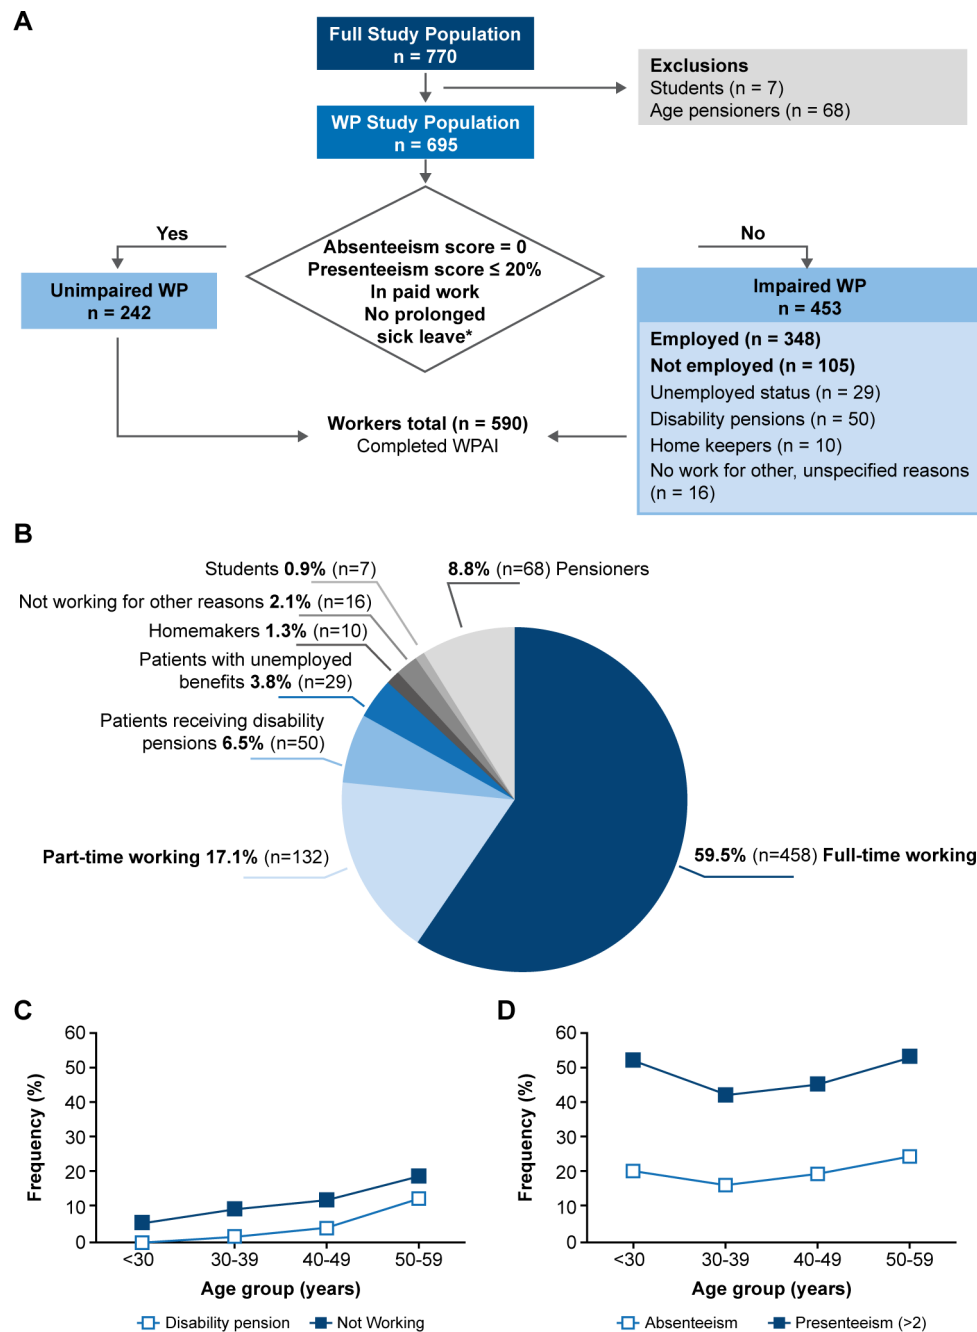 A
Full Study Population
n = 770
Exclusions
Students (n = 7)
Age pensioners (n = 68)
WP Study Population
n = 695
Yes
No
Absenteeism score = 0
Presenteeism score ≤ 20%
In paid work
No prolonged
sick leave*
Unimpaired WP
n = 242
Impaired WP
n = 453
Employed (n = 348)
Not employed (n = 105)
Unemployed status (n = 29)
Disability pensions (n = 50)
Home keepers (n = 10)
No work for other, unspecified reasons
(n = 16)
Workers total (n = 590)
Completed WPAI
B
Students 0.9% (n=7)
8.8% (n=68) Pensioners
Not working for other reasons 2.1% (n=16)
Homemakers 1.3% (n=10)
Patients with unemployed
benefits 3.8% (n=29)
Patients receiving disability
pensions 6.5% (n=50)
Part-time working 17.1% (n=132)
59.5% (n=458) Full-time working
C
60
50
40
30
20
10
0
Frequency (%)
<30
30-39
40-49
50-59
Age group (years)
Disability pension
Not Working
D
60
50
40
30
20
10
0
Frequency (%)
<30
30-39
40-49
50-59
Age group (years)
Absenteeism
Presenteeism (>2)